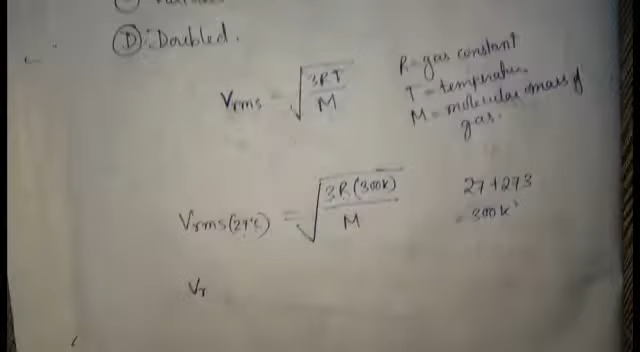 (D): Doubled.
Vrms = √(3RT/M)
R = gas constant
T = temperature
M = molecular mass of
gas.
Vrms(27°C) = √(3R(300K)/M)
27 + 273
= 300K
VT